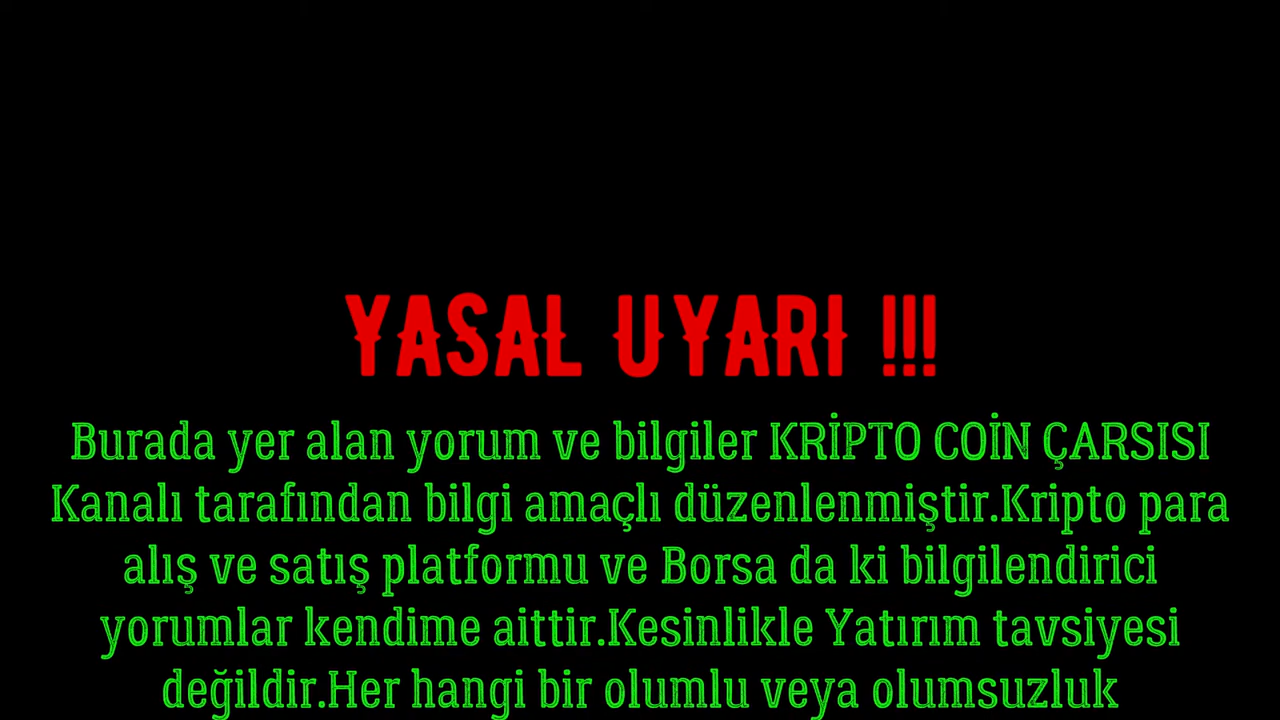 YASAL UYARI !!!
Burada yer alan yorum ve bilgiler KRİPTO COİN ÇARSISI
Kanalı tarafından bilgi amaçlı düzenlenmiştir.Kripto para
alış ve satış platformu ve Borsa da ki bilgilendirici
yorumlar kendime aittir.Kesinlikle Yatırım tavsiyesi
değildir.Her hangi bir olumlu veya olumsuzluk